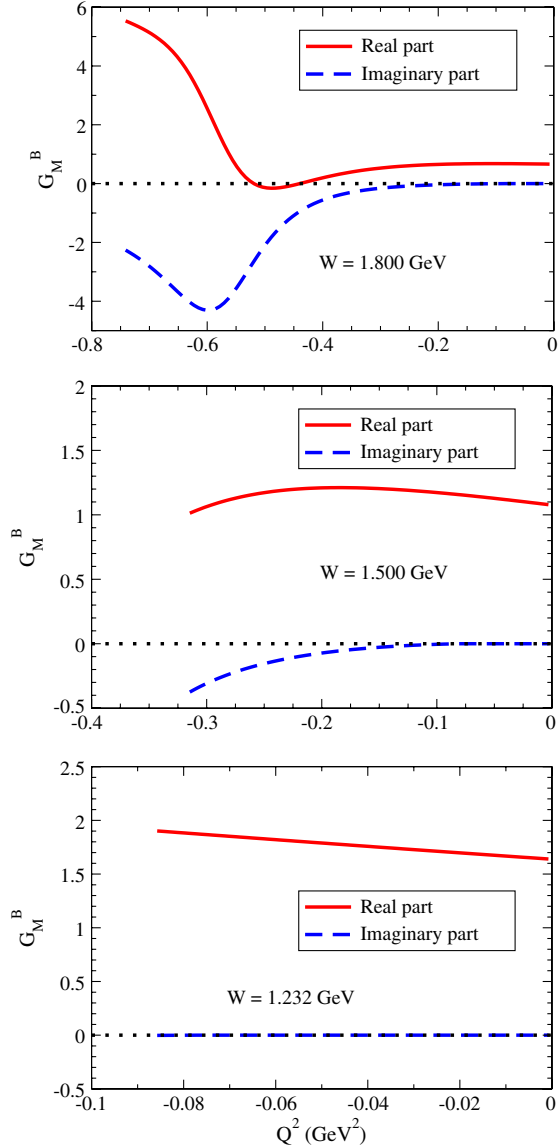 6
4
2
0
-2
-4
G_M^B
Real part
Imaginary part
W = 1.800 GeV
-0.8 -0.6 -0.4 -0.2 0
2
1.5
1
0.5
0
-0.5
G_M^B
Real part
Imaginary part
W = 1.500 GeV
-0.4 -0.3 -0.2 -0.1 0
2.5
2
1.5
1
0.5
0
-0.5
G_M^B
Real part
Imaginary part
W = 1.232 GeV
-0.1 -0.08 -0.06 -0.04 -0.02 0
Q^2 (GeV^2)